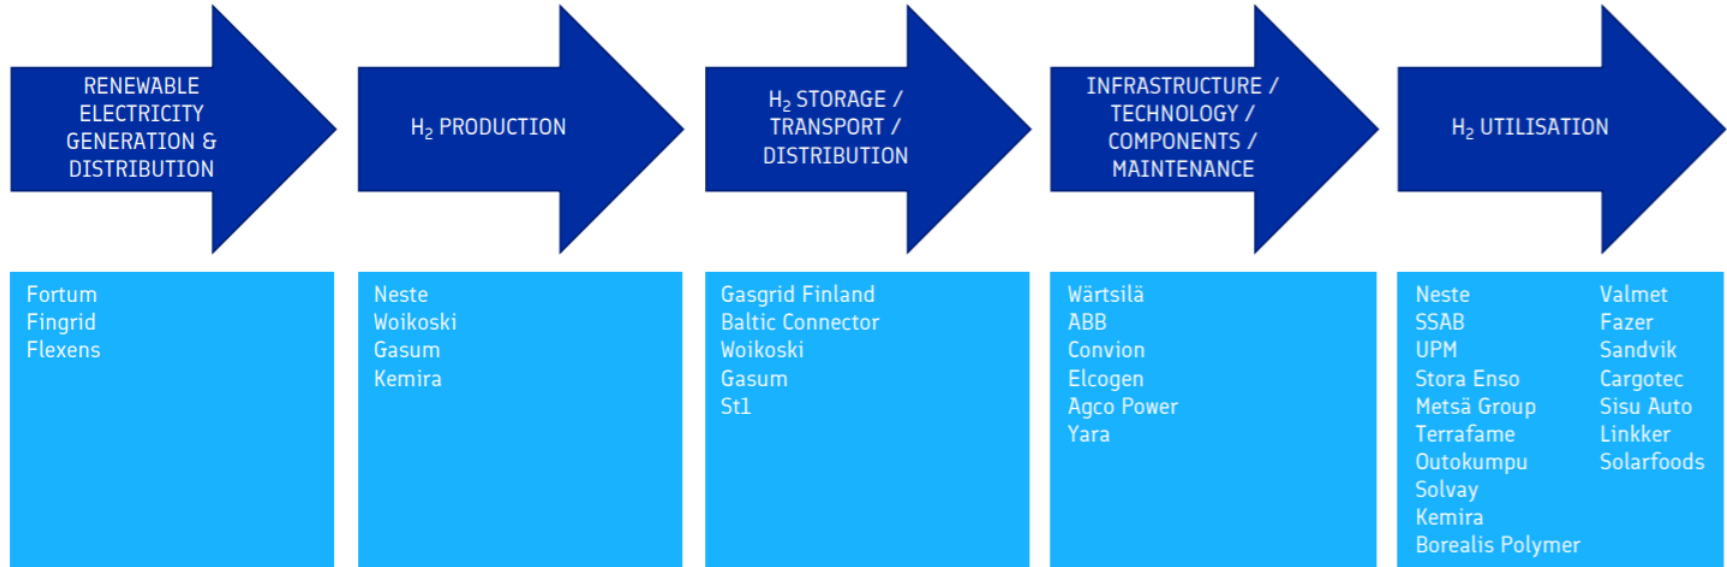 RENEWABLE
ELECTRICITY
GENERATION &
DISTRIBUTION
H₂ PRODUCTION
H₂ STORAGE /
TRANSPORT /
DISTRIBUTION
INFRASTRUCTURE /
TECHNOLOGY /
COMPONENTS /
MAINTENANCE
H₂ UTILISATION
Fortum
Fingrid
Flexens
Neste
Woikoski
Gasum
Kemira
Gasgrid Finland
Baltic Connector
Woikoski
Gasum
St1
Wärtsilä
ABB
Convion
Elcogen
Agco Power
Yara
Neste
SSAB
UPM
Stora Enso
Metsä Group
Terrafame
Outokumpu
Solvay
Kemira
Borealis Polymer
Valmet
Fazer
Sandvik
Cargotec
Sisu Auto
Linkker
Solarfoods